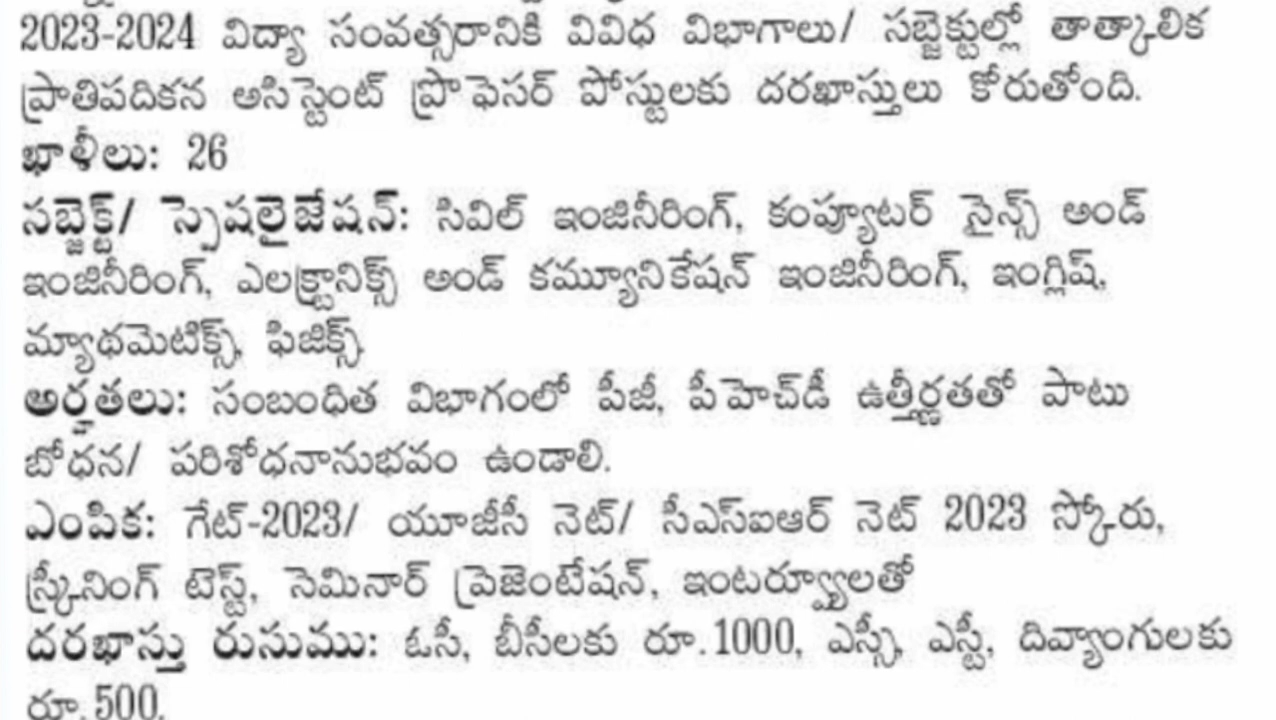 2023-2024 విద్యా సంవత్సరానికి వివిధ విభాగాలు/ సబ్జెక్టుల్లో తాత్కాలిక
ప్రాతిపదికన అసిస్టెంట్ ప్రొఫెసర్ పోస్టులకు దరఖాస్తులు కోరుతోంది.
ఖాళీలు: 26
సబ్జెక్ట్/ స్పెషలైజేషన్: సివిల్ ఇంజినీరింగ్, కంప్యూటర్ సైన్స్ అండ్
ఇంజినీరింగ్, ఎలక్ట్రానిక్స్ అండ్ కమ్యూనికేషన్ ఇంజినీరింగ్, ఇంగ్లిష్,
మ్యాథమెటిక్స్, ఫిజిక్స్.
అర్హతలు: సంబంధిత విభాగంలో పీజీ, పీహెచ్‌డీ ఉత్తీర్ణతతో పాటు
బోధన/ పరిశోధనానుభవం ఉండాలి.
ఎంపిక: గేట్-2023/ యూజీసీ నెట్/ సీఎస్ఐఆర్ నెట్ 2023 స్కోరు,
స్క్రీనింగ్ టెస్ట్, సెమినార్ ప్రెజెంటేషన్, ఇంటర్వ్యూలతో
దరఖాస్తు రుసుము: ఓసీ, బీసీలకు రూ.1000, ఎస్సీ, ఎస్టీ, దివ్యాంగులకు
రూ.500.